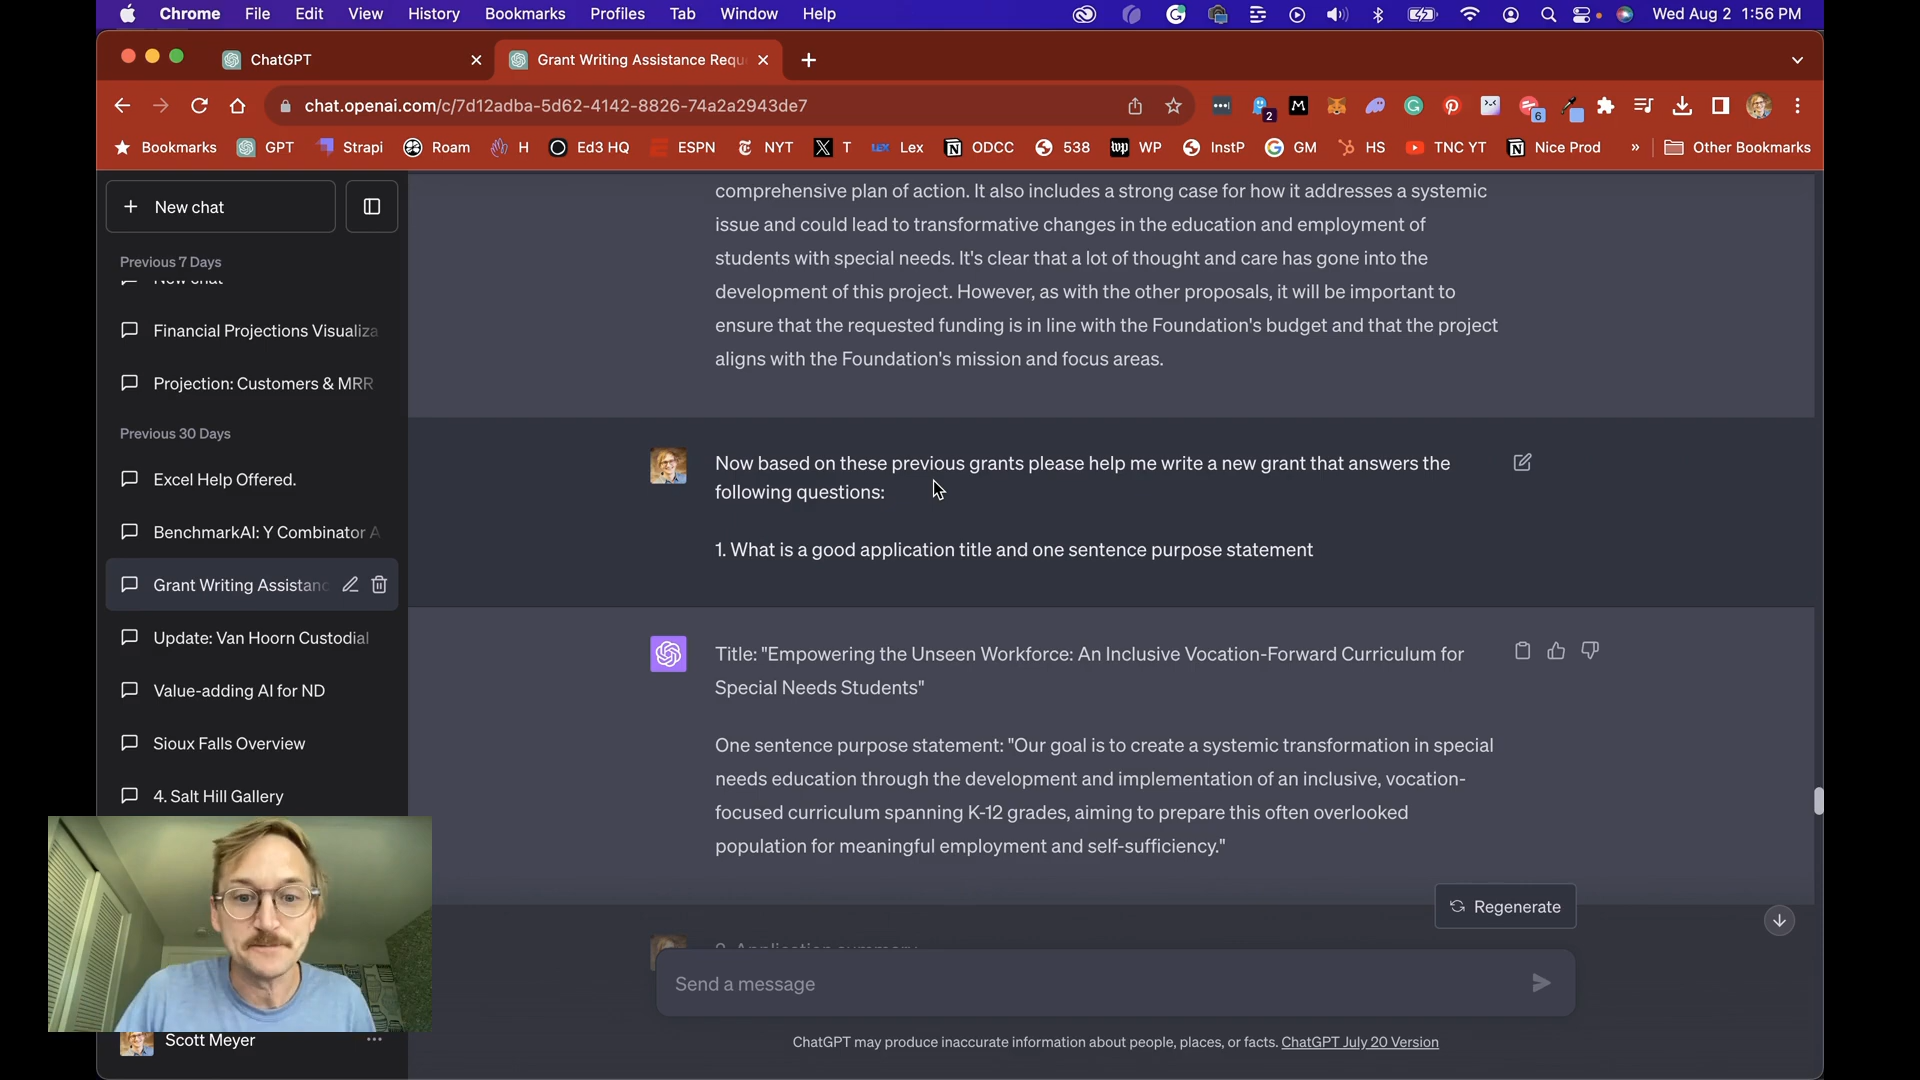 Chrome File Edit View History Bookmarks Profiles Tab Window Help Wed Aug 2 1:56 PM
ChatGPT Grant Writing Assistance Requ
chat.openai.com/c/7d12adba-5d62-4142-8826-74a2a2943de7
2 M 6
Bookmarks GPT Strapi Roam H Ed3 HQ ESPN NYT T Lex ODCC 538 WP InstP GM HS TNC YT Nice Prod » Other Bookmarks
New chat
Previous 7 Days
New chat
Financial Projections Visualiza
Projection: Customers & MRR
Previous 30 Days
Excel Help Offered.
BenchmarkAI: Y Combinator A
Grant Writing Assistanc
Update: Van Hoorn Custodial
Value-adding AI for ND
Sioux Falls Overview
4. Salt Hill Gallery
Scott Meyer
comprehensive plan of action. It also includes a strong case for how it addresses a systemic
issue and could lead to transformative changes in the education and employment of
students with special needs. It's clear that a lot of thought and care has gone into the
development of this project. However, as with the other proposals, it will be important to
ensure that the requested funding is in line with the Foundation's budget and that the project
aligns with the Foundation's mission and focus areas.
Now based on these previous grants please help me write a new grant that answers the
following questions:
1. What is a good application title and one sentence purpose statement
Title: "Empowering the Unseen Workforce: An Inclusive Vocation-Forward Curriculum for
Special Needs Students"
One sentence purpose statement: "Our goal is to create a systemic transformation in special
needs education through the development and implementation of an inclusive, vocation-
focused curriculum spanning K-12 grades, aiming to prepare this often overlooked
population for meaningful employment and self-sufficiency."
Regenerate
2. Application summary
Send a message
ChatGPT may produce inaccurate information about people, places, or facts. ChatGPT July 20 Version